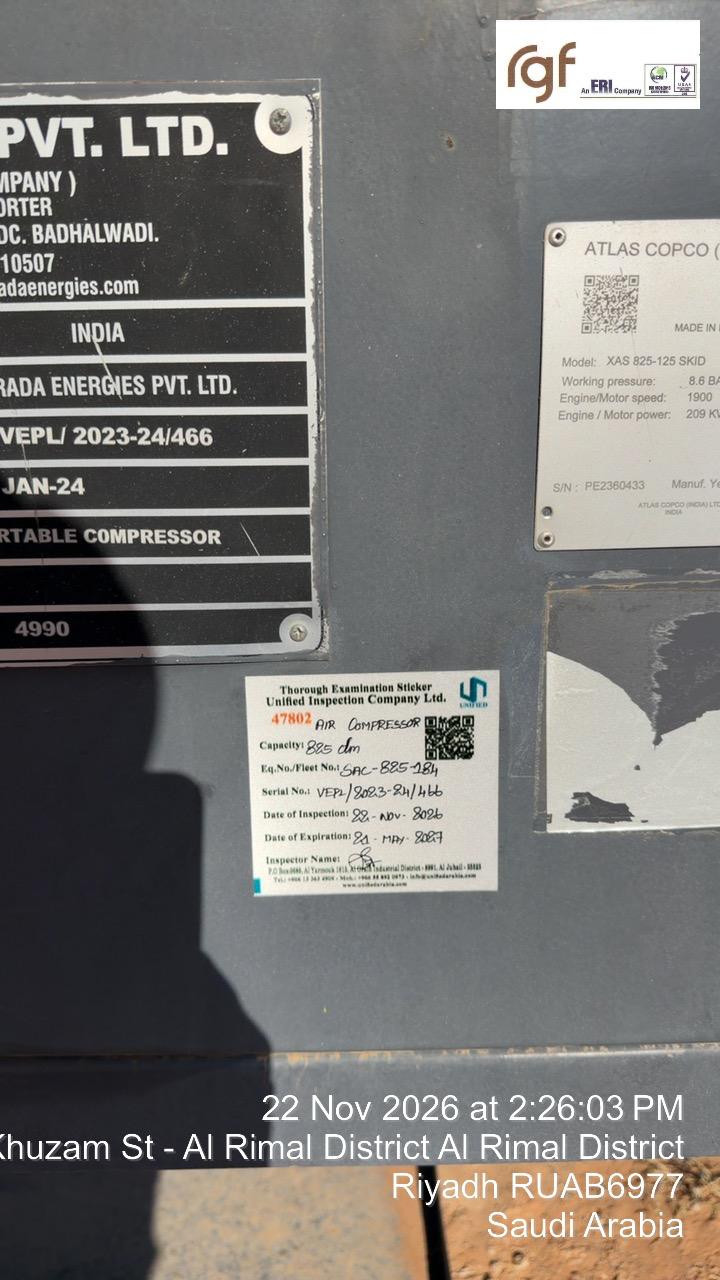 rgf
An ERI Company
PVT. LTD.
MPANY )
ORTER
OC. BADHALWADI.
10507
adaenergies.com
INDIA
RADA ENERGIES PVT. LTD.
VEPL/ 2023-24/466
JAN-24
RTABLE COMPRESSOR
4990
ATLAS COPCO (
MADE IN
Model: XAS 825-125 SKID
Working pressure: 8.6 BA
Engine/Motor speed: 1900
Engine / Motor power: 209 KW
S/N : PE2360433 Manuf. Ye
ATLAS COPCO (INDIA) LTD
INDIA
Thorough Examination Sticker
Unified Inspection Company Ltd.
UNIFIED
47802 AIR COMPRESSOR
Capacity: 825
Eq.No./Fleet No.: SAC-825-184
Serial No.: VEPL/2023-24/466
Date of Inspection: 22-NOV-2026
Date of Expiration: 21-MAY-2027
Inspector Name:
www.unifiedarabia.com
22 Nov 2026 at 2:26:03 PM
Khuzam St - Al Rimal District Al Rimal District
Riyadh RUAB6977
Saudi Arabia